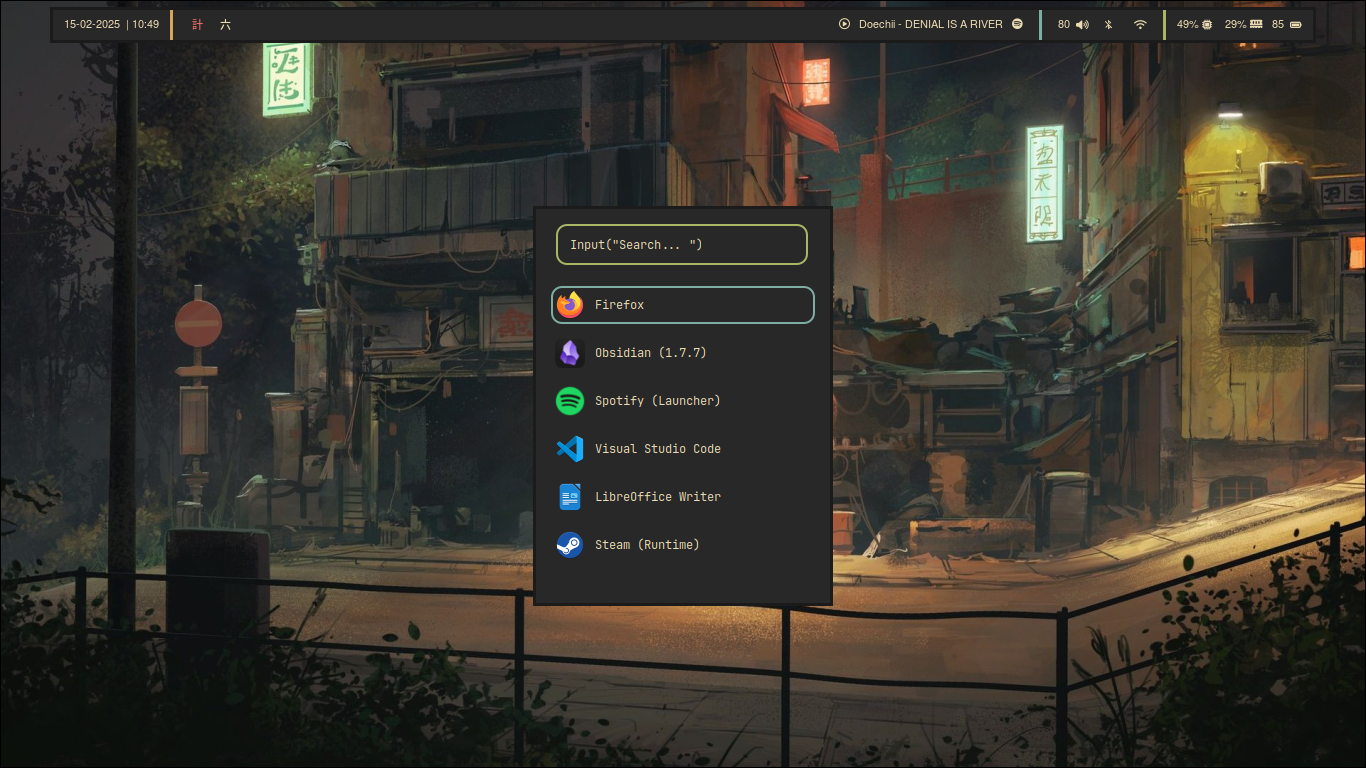 15-02-2025 | 10:49
計 六
Doechii - DENIAL IS A RIVER
80
49% 29% 85
Input("Search... ")
Firefox
Obsidian (1.7.7)
Spotify (Launcher)
Visual Studio Code
LibreOffice Writer
Steam (Runtime)